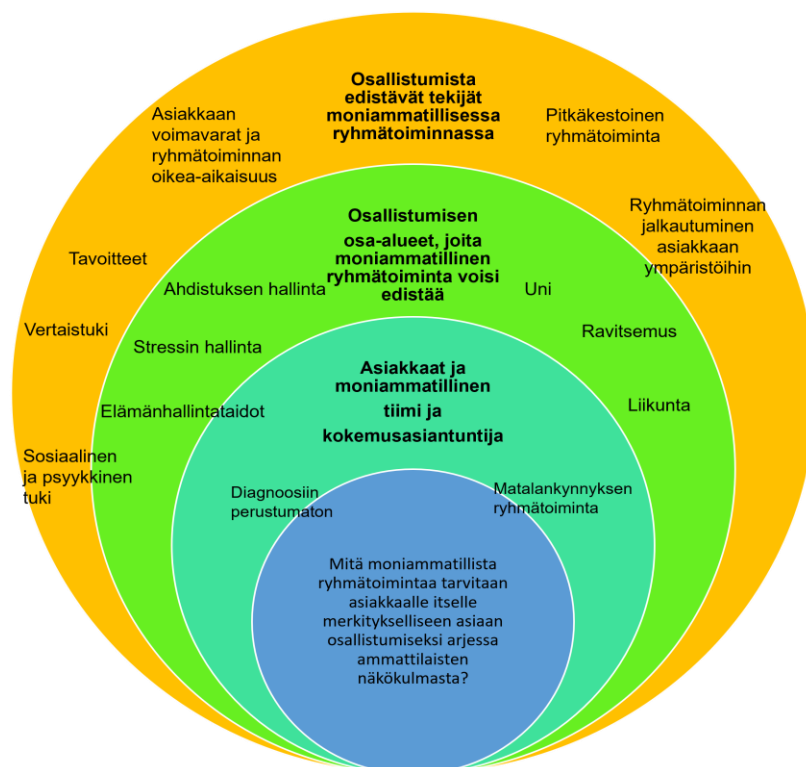 Osallistumista
edistävät tekijät
moniammatillisessa
ryhmätoiminnassa
Asiakkaan
voimavarat ja
ryhmätoiminnan
oikea-aikaisuus
Pitkäkestoinen
ryhmätoiminta
Ryhmätoiminnan
jalkautuminen
asiakkaan
ympäristöihin
Tavoitteet
Vertaistuki
Sosiaalinen
ja psyykkinen
tuki
Osallistumisen
osa-alueet, joita
moniammatillinen
ryhmätoiminta voisi
edistää
Ahdistuksen hallinta
Stressin hallinta
Elämänhallintataidot
Uni
Ravitsemus
Liikunta
Asiakkaat ja
moniammatillinen
tiimi ja
kokemusasiantuntija
Diagnoosiin
perustumaton
Matalankynnyksen
ryhmätoiminta
Mitä moniammatillista
ryhmätoimintaa tarvitaan
asiakkaalle itselle
merkitykselliseen asiaan
osallistumiseksi arjessa
ammattilaisten
näkökulmasta?